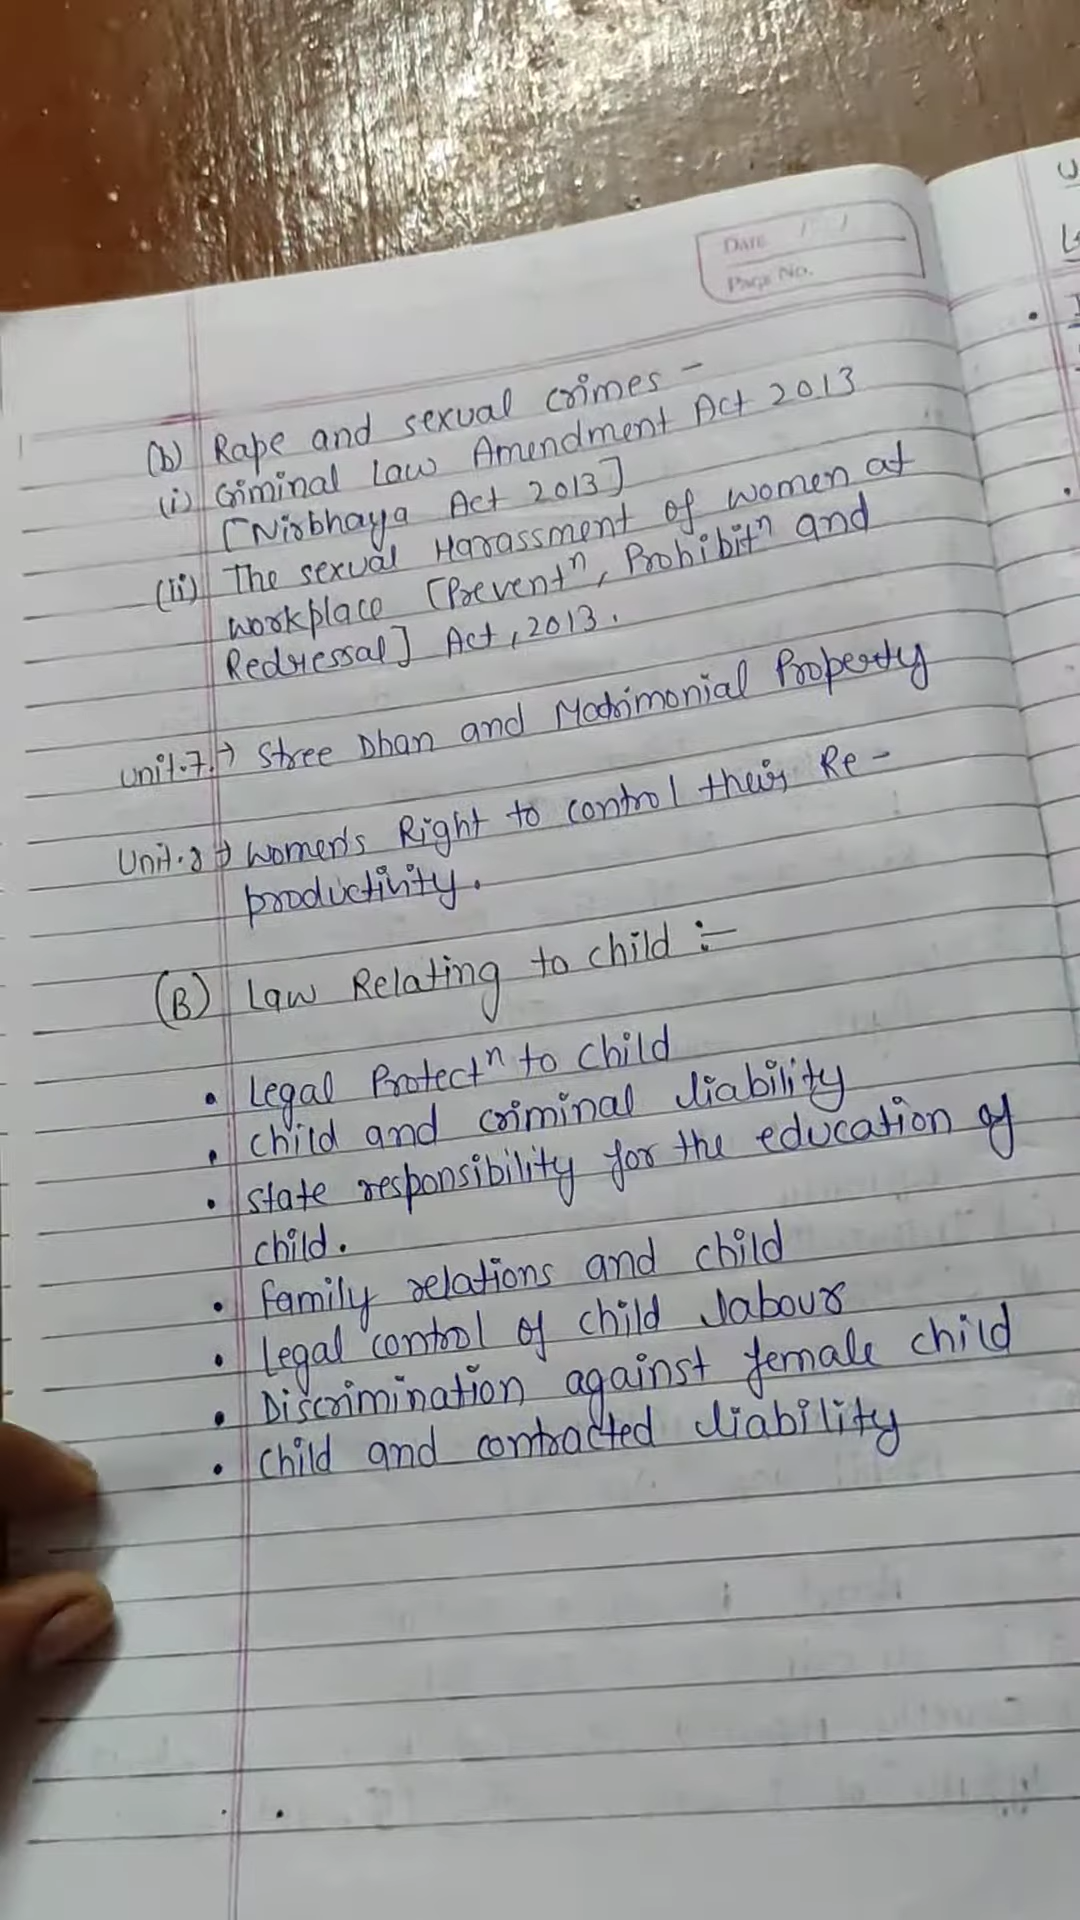 DATE
Page No.
(b) Rape and sexual crimes -
(i) Criminal Law Amendment Act 2013
[Nirbhaya Act 2013]
(ii) The sexual Harassment of women at
workplace [Preventⁿ, Prohibitⁿ and
Redressal] Act, 2013.
Unit.7.→ Stree Dhan and Matrimonial Property
Unit.8→ Women's Right to control their Re-
productivity.
(B) Law Relating to child :-
• Legal Protectⁿ to child
• child and criminal liability
• state responsibility for the education of
child.
• family relations and child
• Legal control of child labour
• Discrimination against female child
• child and contracted liability